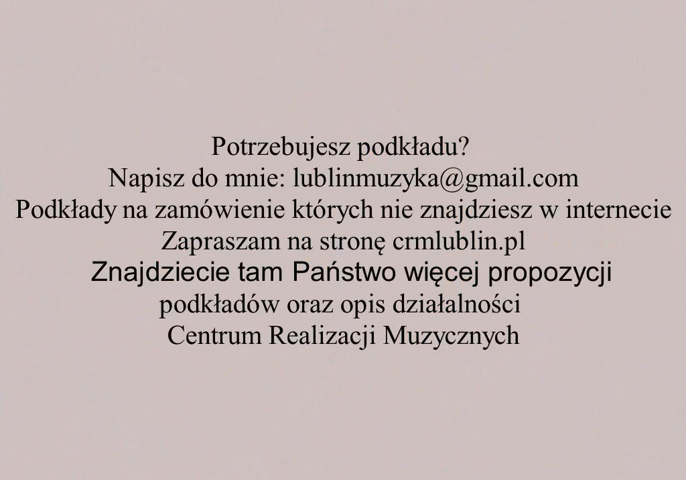 Potrzebujesz podkładu?
Napisz do mnie: lublinmuzyka@gmail.com
Podkłady na zamówienie których nie znajdziesz w internecie
Zapraszam na stronę crmlublin.pl
Znajdziecie tam Państwo więcej propozycji
podkładów oraz opis działalności
Centrum Realizacji Muzycznych